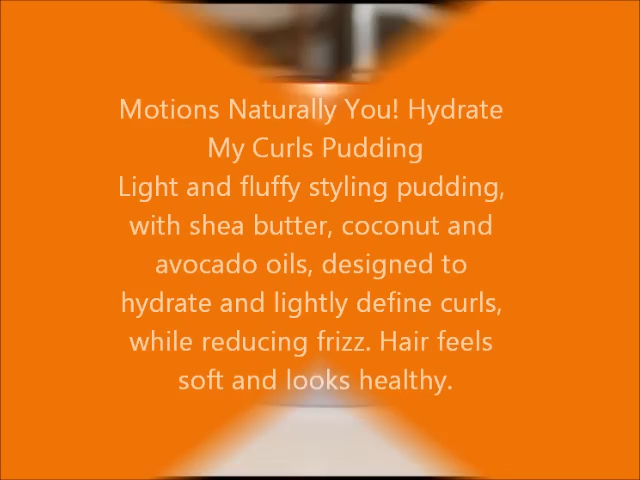 Motions Naturally You! Hydrate
My Curls Pudding
Light and fluffy styling pudding,
with shea butter, coconut and
avocado oils, designed to
hydrate and lightly define curls,
while reducing frizz. Hair feels
soft and looks healthy.